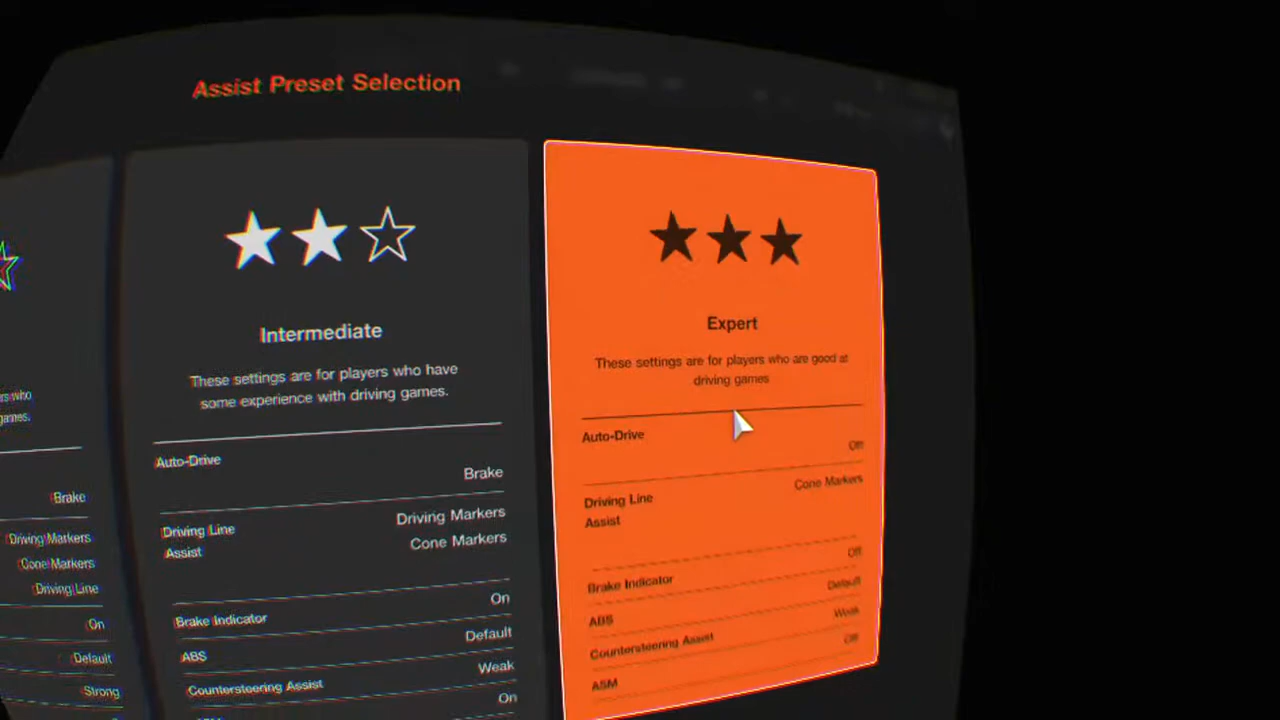 Assist Preset Selection
Brake
Driving Markers
Cone Markers
Driving Line
On
Default
Strong
Intermediate
These settings are for players who have
some experience with driving games.
Auto-Drive
Brake
Driving Line
Assist
Driving Markers
Cone Markers
Brake Indicator
On
ABS
Default
Countersteering Assist
Weak
On
Expert
These settings are for players who are good at
driving games
Auto-Drive
Off
Driving Line
Assist
Cone Markers
Brake Indicator
Off
ABS
Default
Countersteering Assist
Weak
ASM
Off